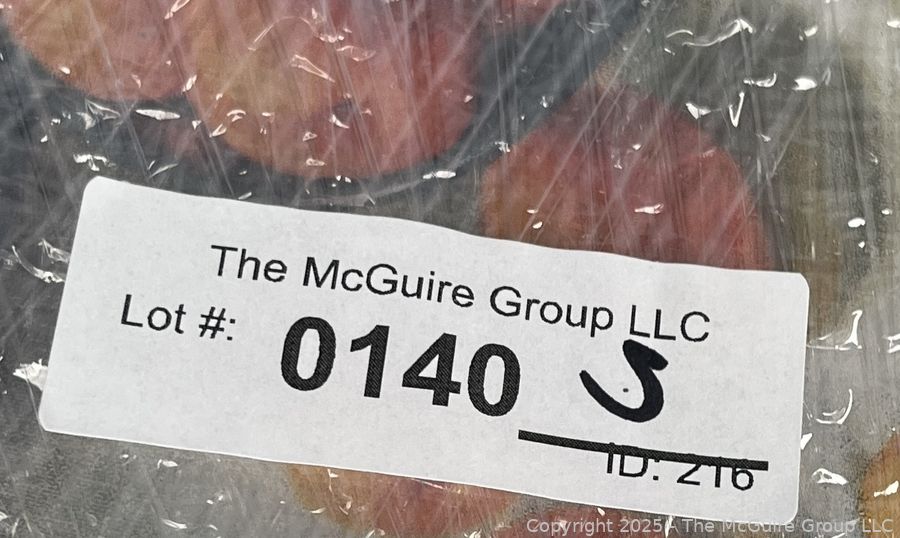 The McGuire Group LLC
Lot #: 0140 S
ID: 216
Copyright 2025 - The McGuire Group LLC